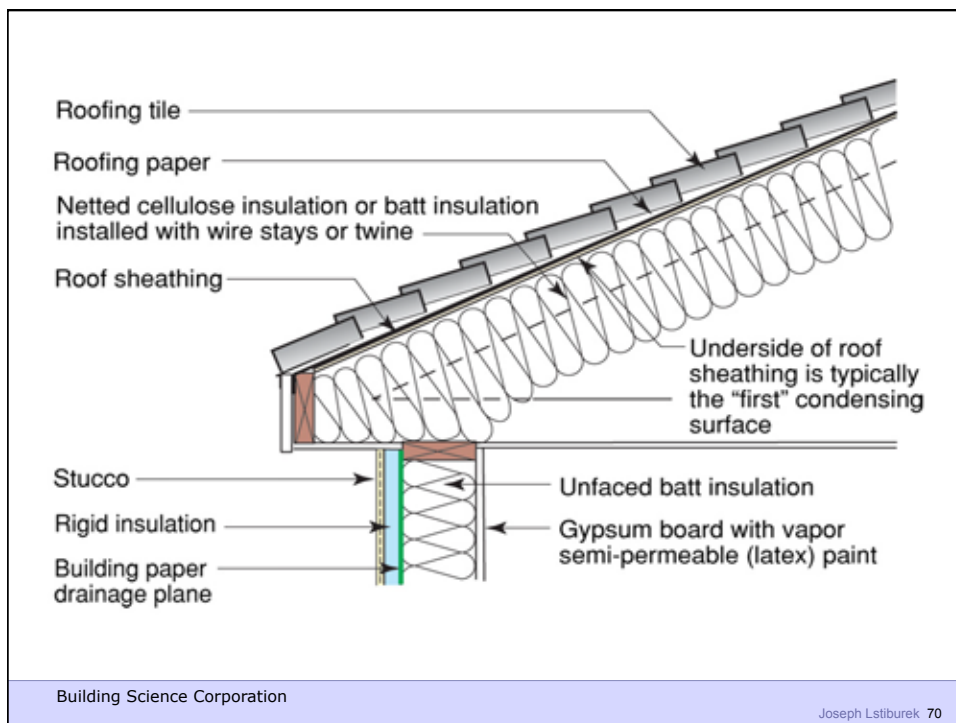 Roofing tile
Roofing paper
Netted cellulose insulation or batt insulation
installed with wire stays or twine
Roof sheathing
Underside of roof
sheathing is typically
the “first” condensing
surface
Stucco
Rigid insulation
Building paper
drainage plane
Unfaced batt insulation
Gypsum board with vapor
semi-permeable (latex) paint
Building Science Corporation
Joseph Lstiburek 70